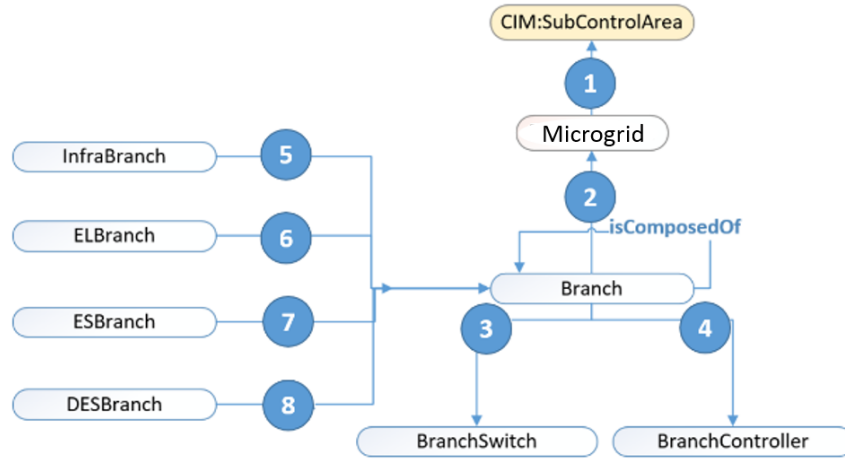 CIM:SubControlArea
1
Microgrid
InfraBranch
5
2
ELBranch
6
isComposedOf
Branch
ESBranch
7
3
4
DESBranch
8
BranchSwitch
BranchController